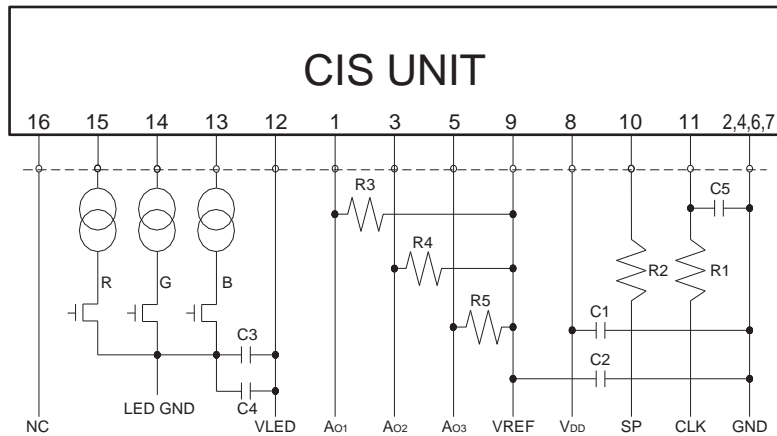 CIS UNIT
16 15 14 13 12 1 3 5 9 8 10 11 2,4,6,7
C5
R3
R4
R2 R1
R G B
R5
C1
C3
C2
C4
LED GND
NC VLED AO1 AO2 AO3 VREF VDD SP CLK GND